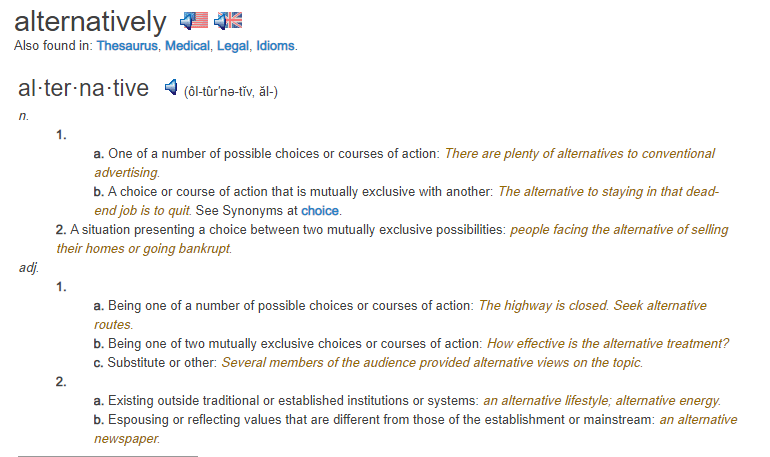 alternatively
Also found in: Thesaurus, Medical, Legal, Idioms.
al·ter·na·tive (ôl-tûr′nə-tĭv, ăl-)
n.
1.
a. One of a number of possible choices or courses of action: There are plenty of alternatives to conventional
advertising.
b. A choice or course of action that is mutually exclusive with another: The alternative to staying in that dead-
end job is to quit. See Synonyms at choice.
2. A situation presenting a choice between two mutually exclusive possibilities: people facing the alternative of selling
their homes or going bankrupt.
adj.
1.
a. Being one of a number of possible choices or courses of action: The highway is closed. Seek alternative
routes.
b. Being one of two mutually exclusive choices or courses of action: How effective is the alternative treatment?
c. Substitute or other: Several members of the audience provided alternative views on the topic.
2.
a. Existing outside traditional or established institutions or systems: an alternative lifestyle; alternative energy.
b. Espousing or reflecting values that are different from those of the establishment or mainstream: an alternative
newspaper.